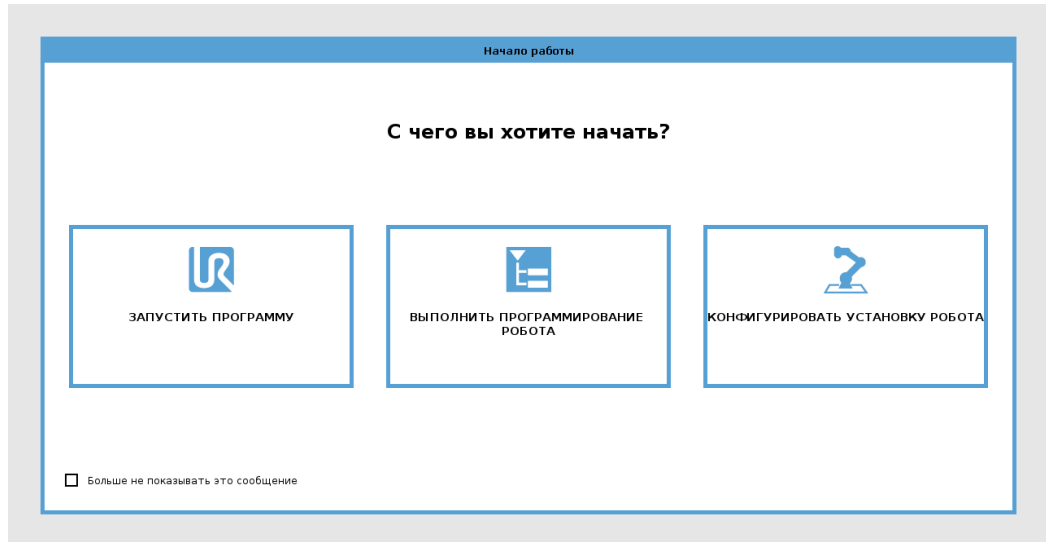 Начало работы
С чего вы хотите начать?
ЗАПУСТИТЬ ПРОГРАММУ
ВЫПОЛНИТЬ ПРОГРАММИРОВАНИЕ
РОБОТА
КОНФИГУРИРОВАТЬ УСТАНОВКУ РОБОТА
Больше не показывать это сообщение